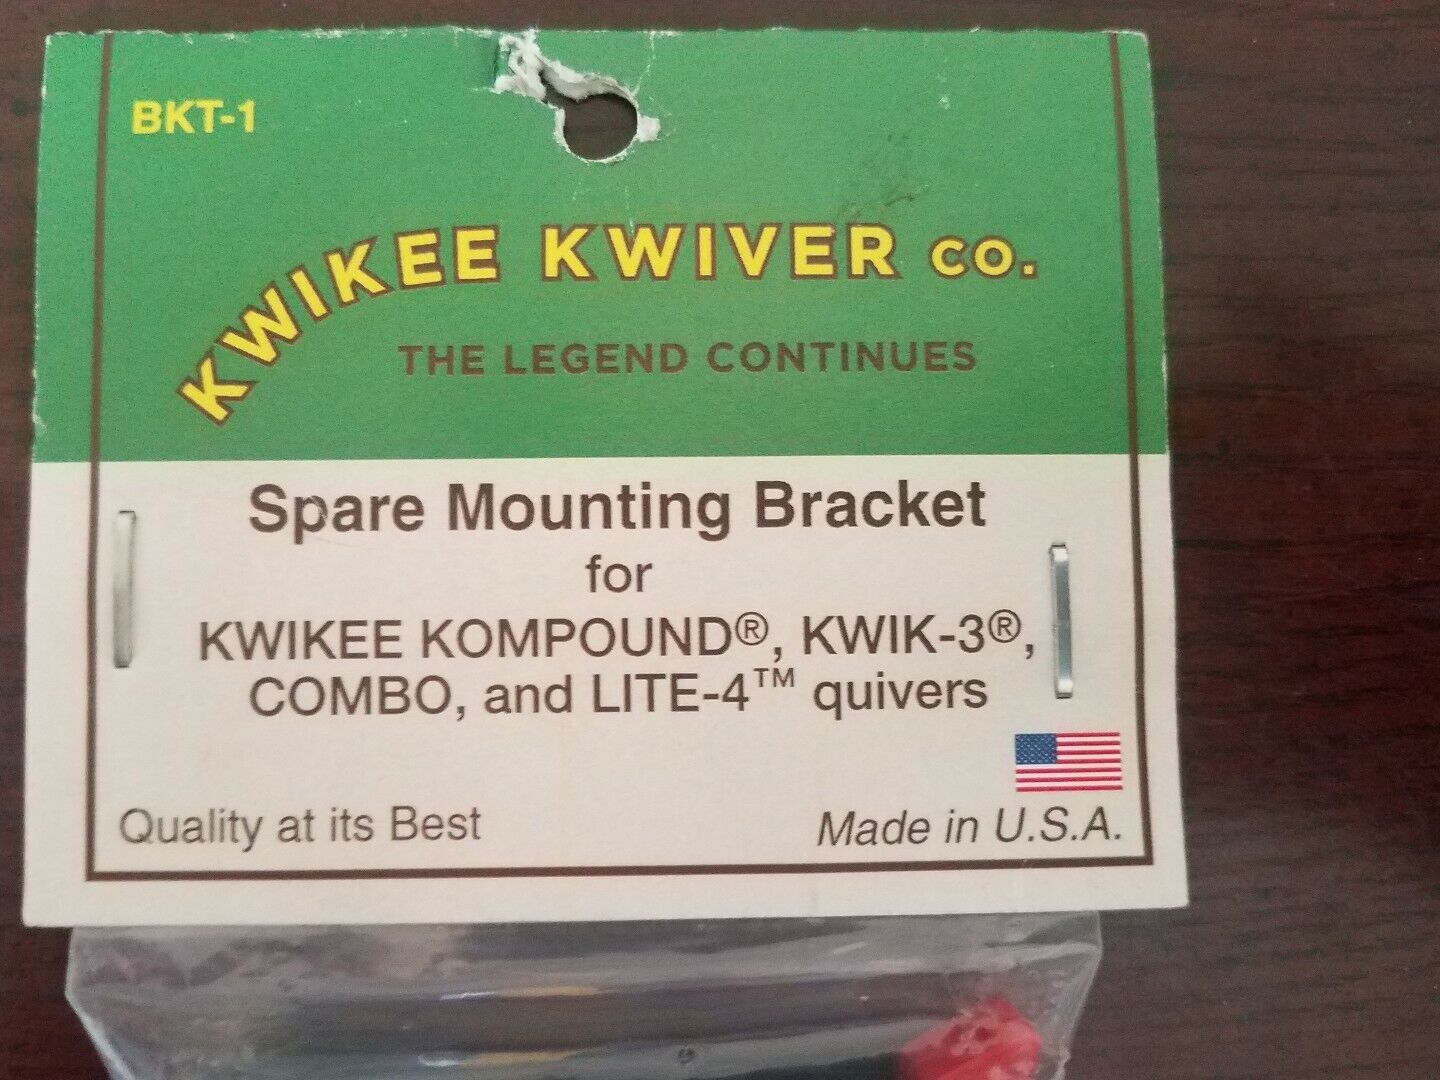 BKT-1
KWIKEE KWIVER CO.
THE LEGEND CONTINUES
Spare Mounting Bracket
for
KWIKEE KOMPOUND®, KWIK-3®,
COMBO, and LITE-4™ quivers
Quality at its Best
Made in U.S.A.